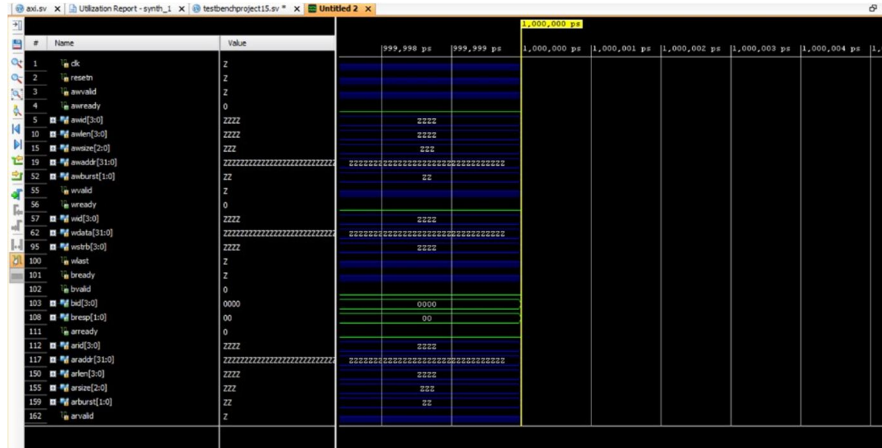 axi.sv x Utilization Report - synth_1 x testbenchproject15.sv * x Untitled 2 x
1,000,000 ps
# Name Value 999,998 ps 999,999 ps 1,000,000 ps 1,000,001 ps 1,000,002 ps 1,000,003 ps 1,000,004 ps 1,
1 clk Z
2 resetn Z
3 awvalid Z
4 awready 0
5 awid[3:0] ZZZZ ZZZZ
10 awlen[3:0] ZZZZ ZZZZ
15 awsize[2:0] ZZZ ZZZ
19 awaddr[31:0]
52 awburst[1:0] ZZ ZZ
55 wvalid Z
56 wready 0
57 wid[3:0] ZZZZ ZZZZ
62 wdata[31:0]
95 wstrb[3:0] ZZZZ ZZZZ
100 wlast Z
101 bready Z
102 bvalid 0
103 bid[3:0] 0000 0000
108 bresp[1:0] 00 00
111 arready 0
112 arid[3:0] ZZZZ ZZZZ
117 araddr[31:0]
150 arlen[3:0] ZZZZ ZZZZ
155 arsize[2:0] ZZZ ZZZ
159 arburst[1:0] ZZ ZZ
162 arvalid Z